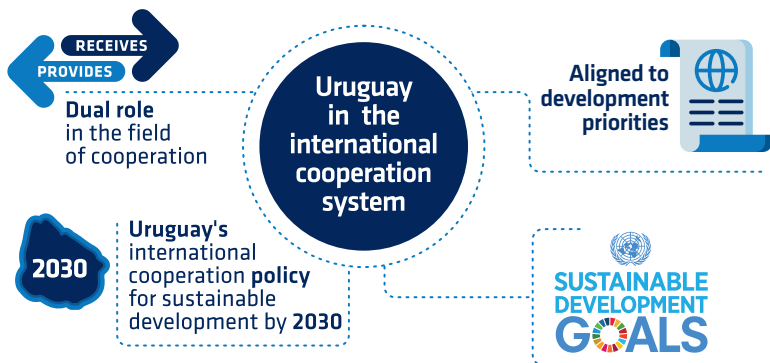 RECEIVES
PROVIDES
Dual role
in the field
of cooperation
Uruguay
in the
international
cooperation
system
Aligned to
development
priorities
2030
Uruguay's
international
cooperation policy
for sustainable
development by 2030
SUSTAINABLE
DEVELOPMENT
GOALS